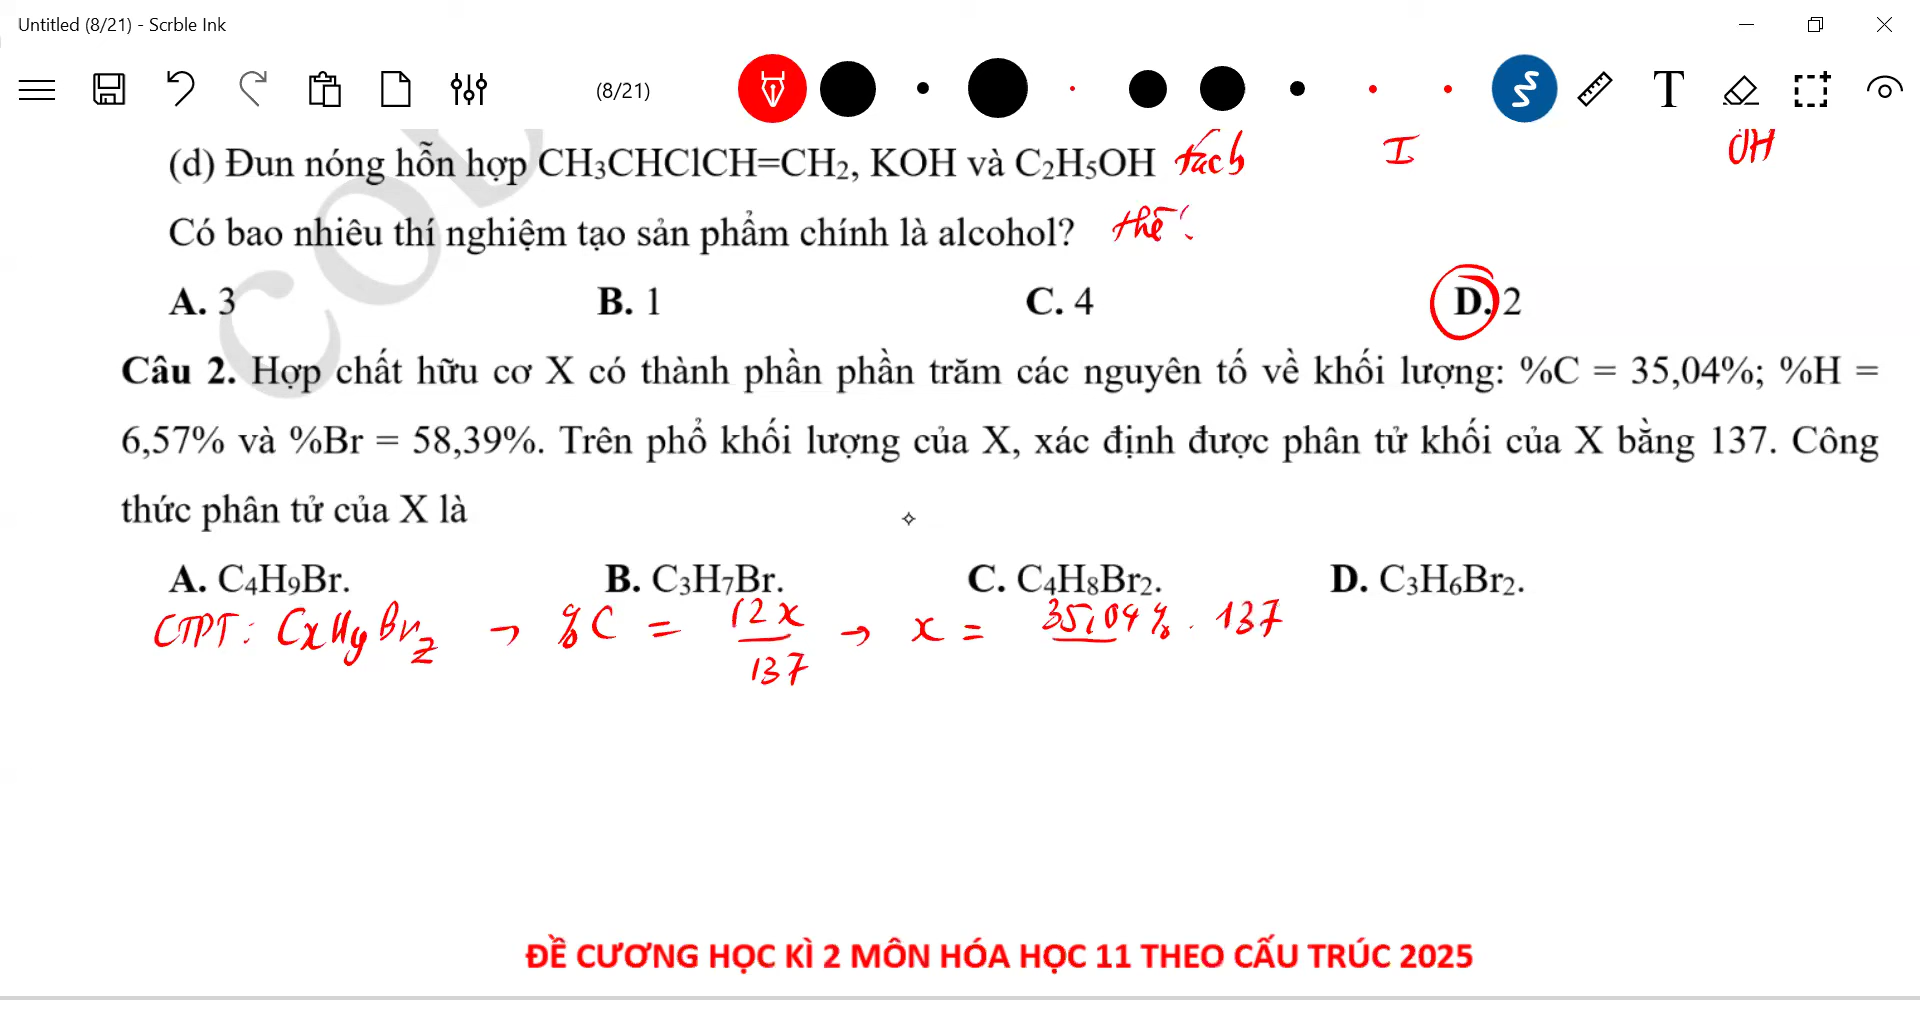 Untitled (8/21) - Scrble Ink
(8/21)
(d) Đun nóng hỗn hợp CH₃CHClCH=CH₂, KOH và C₂H₅OH tách I OH
Có bao nhiêu thí nghiệm tạo sản phẩm chính là alcohol? thế
A. 3 B. 1 C. 4 D. 2
Câu 2. Hợp chất hữu cơ X có thành phần phần trăm các nguyên tố về khối lượng: %C = 35,04%; %H =
6,57% và %Br = 58,39%. Trên phổ khối lượng của X, xác định được phân tử khối của X bằng 137. Công
thức phân tử của X là
A. C₄H₉Br. B. C₃H₇Br. C. C₄H₈Br₂. D. C₃H₆Br₂.
CTPT: CxHyBrz → %C = 12x/137 → x = 35,04% . 137
ĐỀ CƯƠNG HỌC KÌ 2 MÔN HÓA HỌC 11 THEO CẤU TRÚC 2025